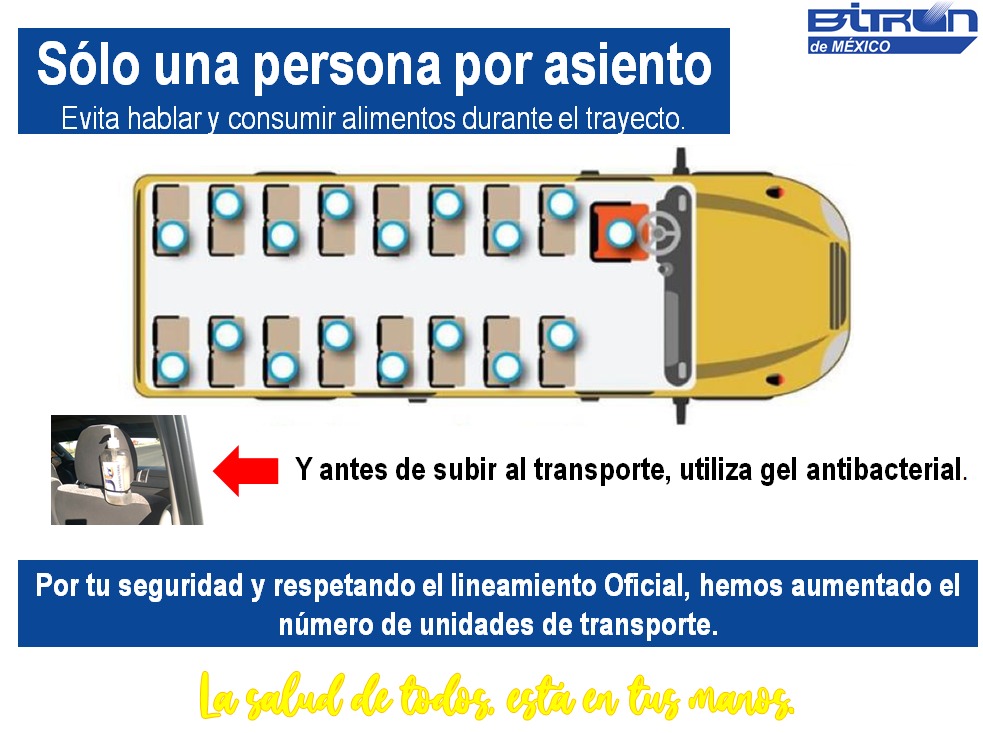 BITRON
de MÉXICO
Sólo una persona por asiento
Evita hablar y consumir alimentos durante el trayecto.
Y antes de subir al transporte, utiliza gel antibacterial.
Por tu seguridad y respetando el lineamiento Oficial, hemos aumentado el
número de unidades de transporte.
La salud de todos, está en tus manos.